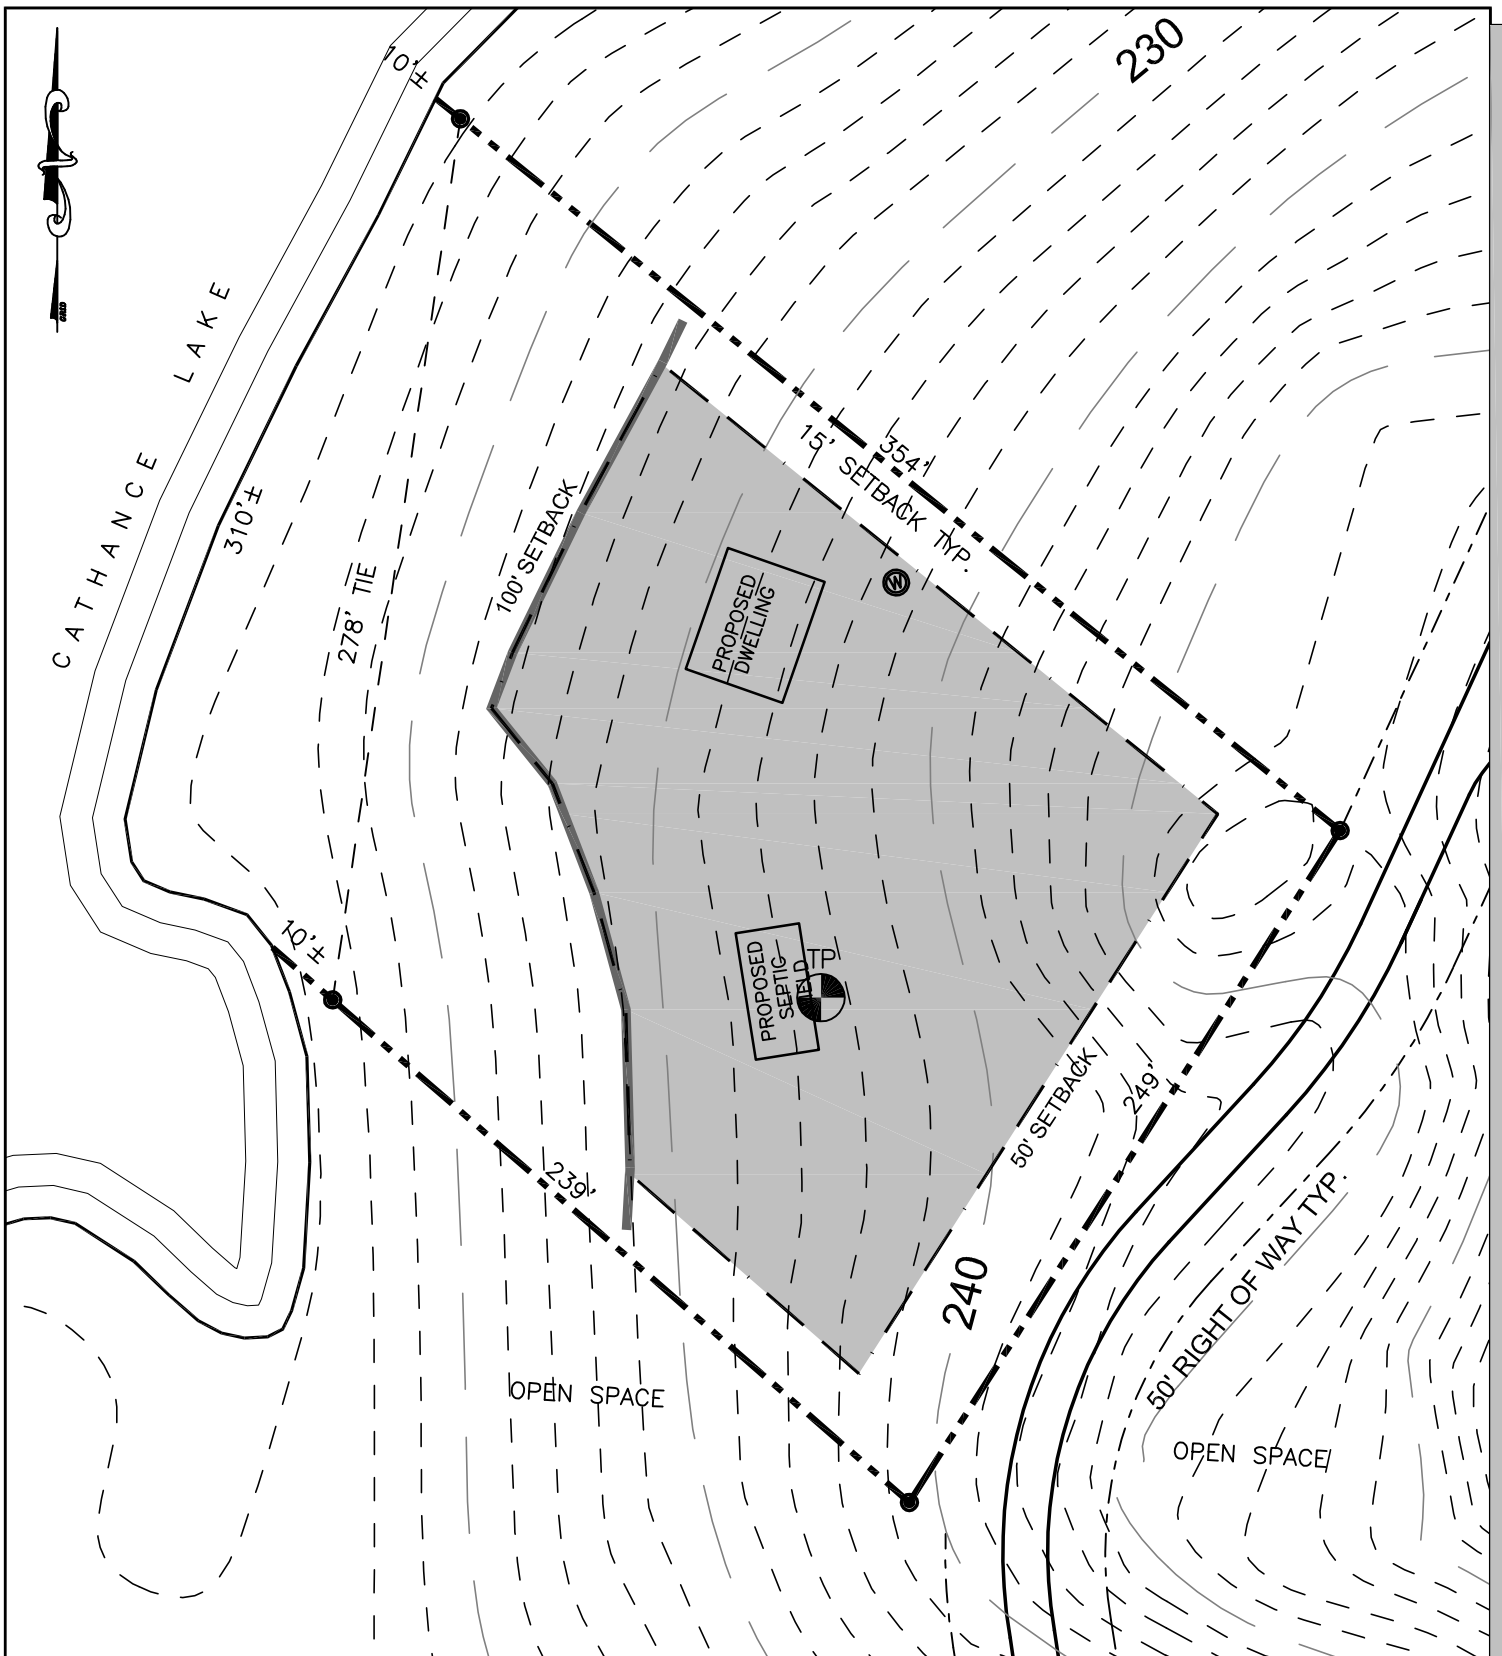 230
10'±
GRID
CATHANCE LAKE
310'±
278' TIE
100' SETBACK
354'
15' SETBACK TYP.
W
PROPOSED
DWELLING
10'±
TP
PROPOSED
SEPTIC
FIELD
50' SETBACK
249'
239'
240
50' RIGHT OF WAY TYP.
OPEN SPACE
OPEN SPACE